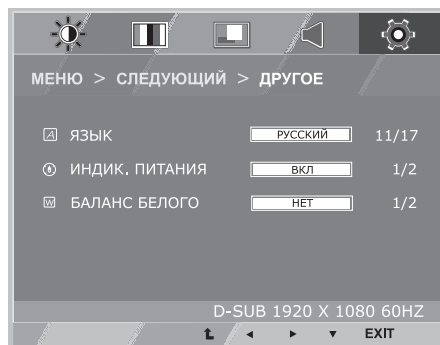 МЕНЮ > СЛЕДУЮЩИЙ > ДРУГОЕ
A ЯЗЫК РУССКИЙ 11/17
ИНДИК. ПИТАНИЯ ВКЛ 1/2
W БАЛАНС БЕЛОГО НЕТ 1/2
D-SUB 1920 X 1080 60HZ
EXIT